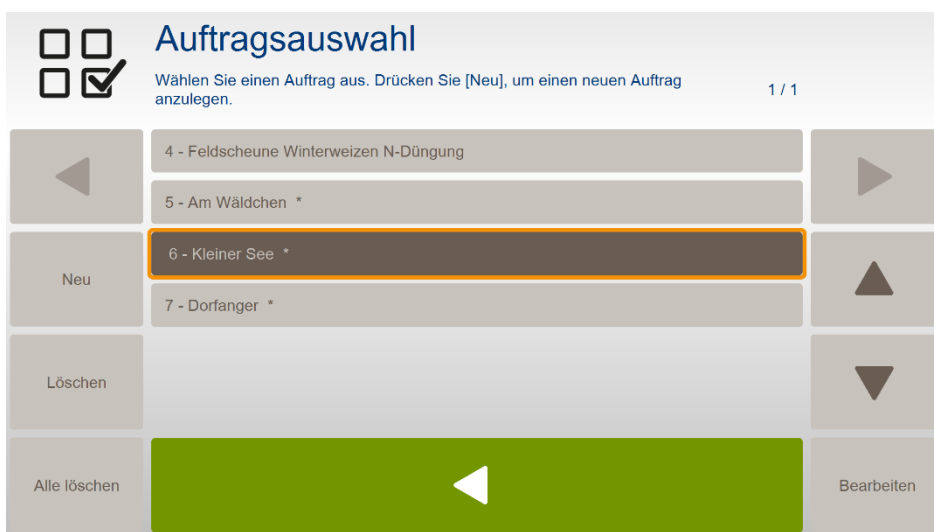 Auftragsauswahl
Wählen Sie einen Auftrag aus. Drücken Sie [Neu], um einen neuen Auftrag
anzulegen.
1 / 1
4 - Feldscheune Winterweizen N-Düngung
5 - Am Wäldchen *
6 - Kleiner See *
Neu
7 - Dorfanger *
Löschen
Alle löschen
Bearbeiten